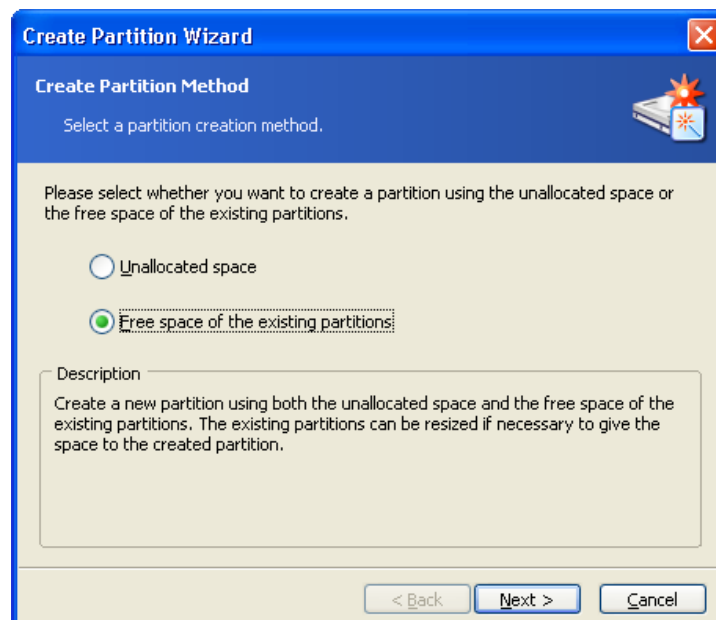 Create Partition Wizard
Create Partition Method
Select a partition creation method.
Please select whether you want to create a partition using the unallocated space or
the free space of the existing partitions.
Unallocated space
Free space of the existing partitions
Description
Create a new partition using both the unallocated space and the free space of the
existing partitions. The existing partitions can be resized if necessary to give the
space to the created partition.
< Back
Next >
Cancel